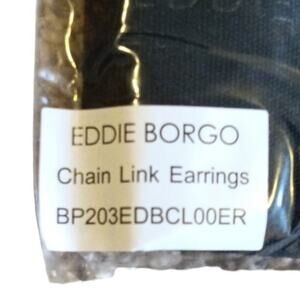 EDDIE BORGO
Chain Link Earrings
BP203EDBCL00ER